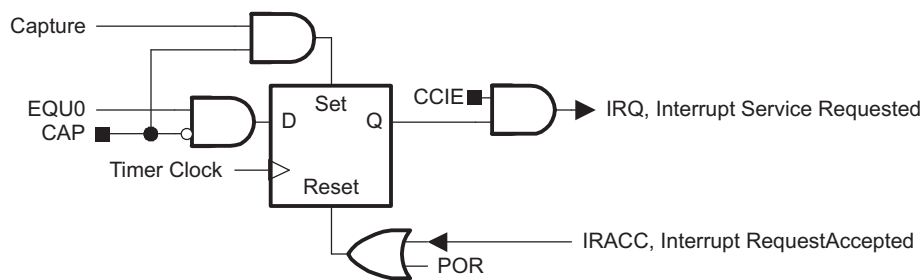 Capture
EQU0
CAP
Timer Clock
Set
D
Q
Reset
CCIE
IRQ, Interrupt Service Requested
IRACC, Interrupt RequestAccepted
POR